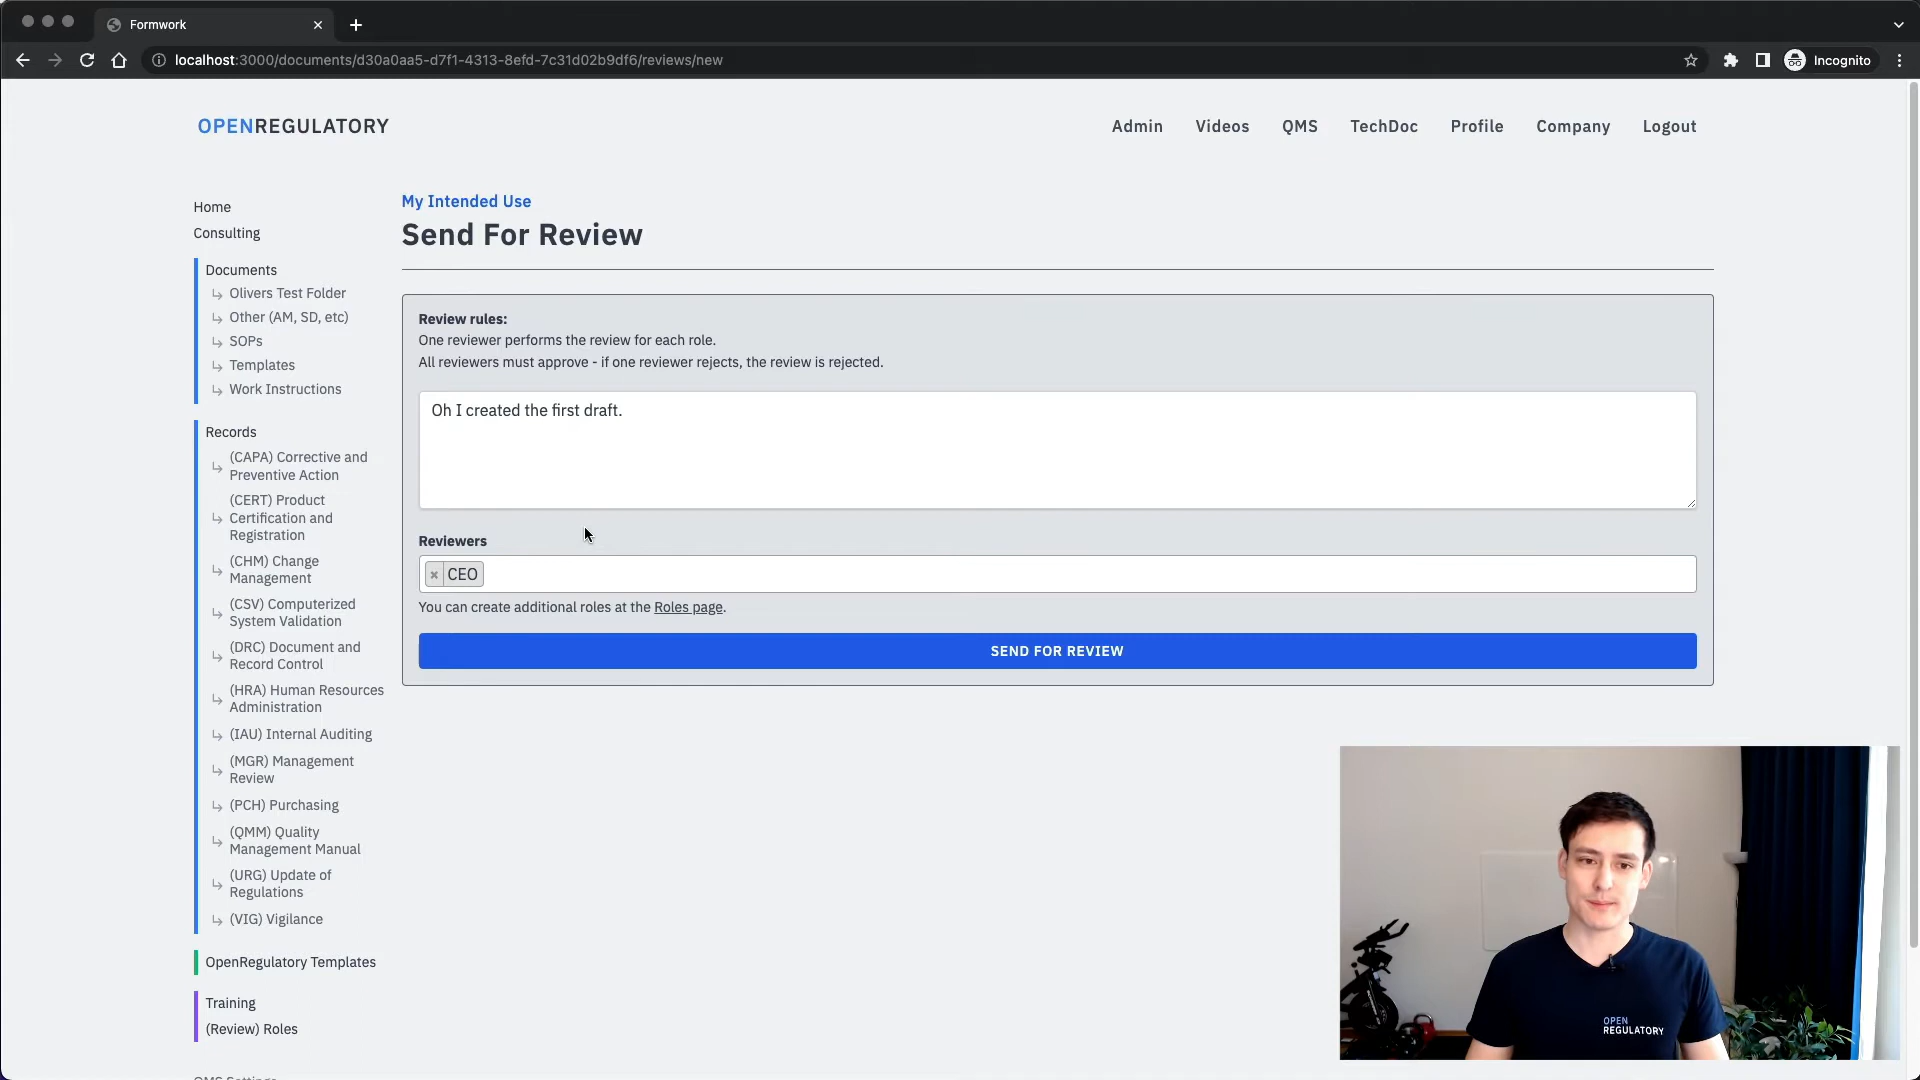 Formwork
localhost:3000/documents/d30a0aa5-d7f1-4313-8efd-7c31d02b9df6/reviews/new
Incognito
OPENREGULATORY
Admin
Videos
QMS
TechDoc
Profile
Company
Logout
Home
Consulting
Documents
Olivers Test Folder
Other (AM, SD, etc)
SOPs
Templates
Work Instructions
Records
(CAPA) Corrective and
Preventive Action
(CERT) Product
Certification and
Registration
(CHM) Change
Management
(CSV) Computerized
System Validation
(DRC) Document and
Record Control
(HRA) Human Resources
Administration
(IAU) Internal Auditing
(MGR) Management
Review
(PCH) Purchasing
(QMM) Quality
Management Manual
(URG) Update of
Regulations
(VIG) Vigilance
OpenRegulatory Templates
Training
(Review) Roles
My Intended Use
Send For Review
Review rules:
One reviewer performs the review for each role.
All reviewers must approve - if one reviewer rejects, the review is rejected.
Oh I created the first draft.
Reviewers
× CEO
You can create additional roles at the Roles page.
SEND FOR REVIEW
OPEN
REGULATORY